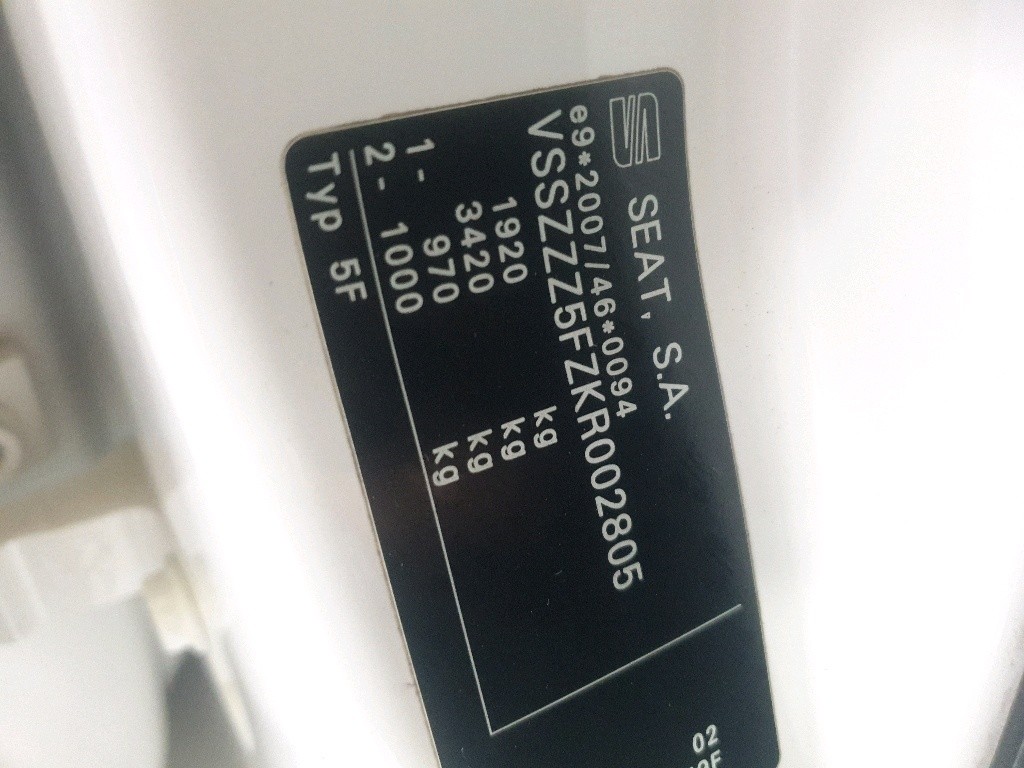 SEAT, S.A.
e9*2007/46*0094
VSSZZZ5FZKR002805
1920 kg
3420 kg
1- 970 kg
2- 1000 kg
Typ 5F
02